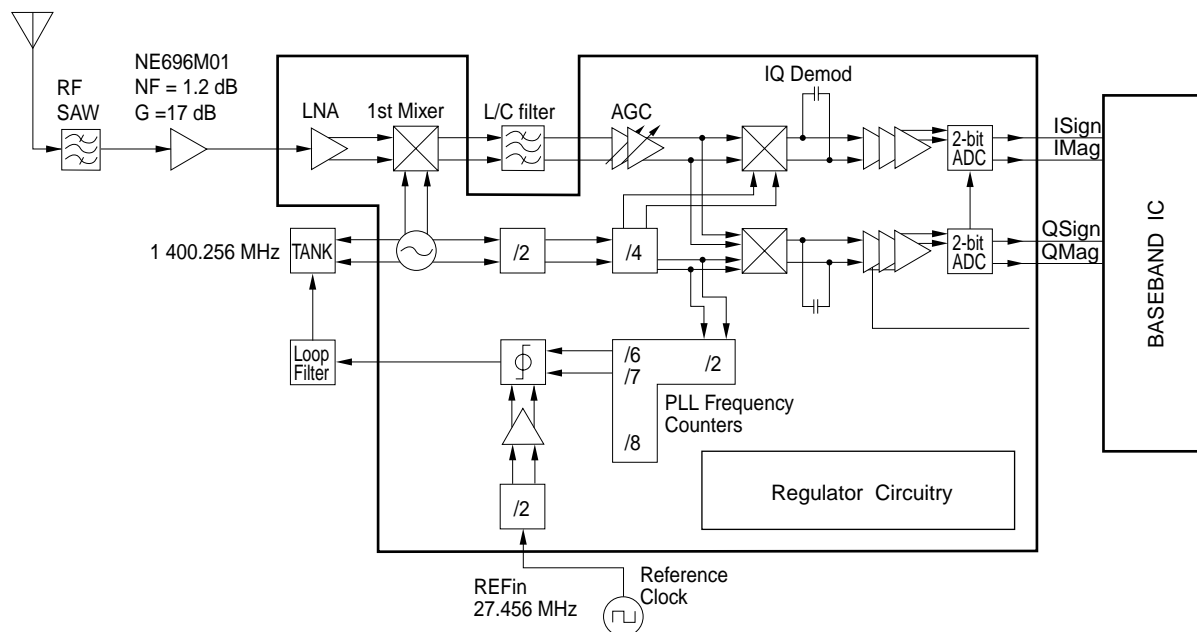 RF
SAW
NE696M01
NF = 1.2 dB
G =17 dB
LNA
1st Mixer
L/C filter
AGC
IQ Demod
2-bit
ADC
ISign
IMag
1 400.256 MHz
TANK
/2
/4
2-bit
ADC
QSign
QMag
BASEBAND IC
Loop
Filter
/6
/7
/2
/8
PLL Frequency
Counters
/2
Regulator Circuitry
REFin
27.456 MHz
Reference
Clock